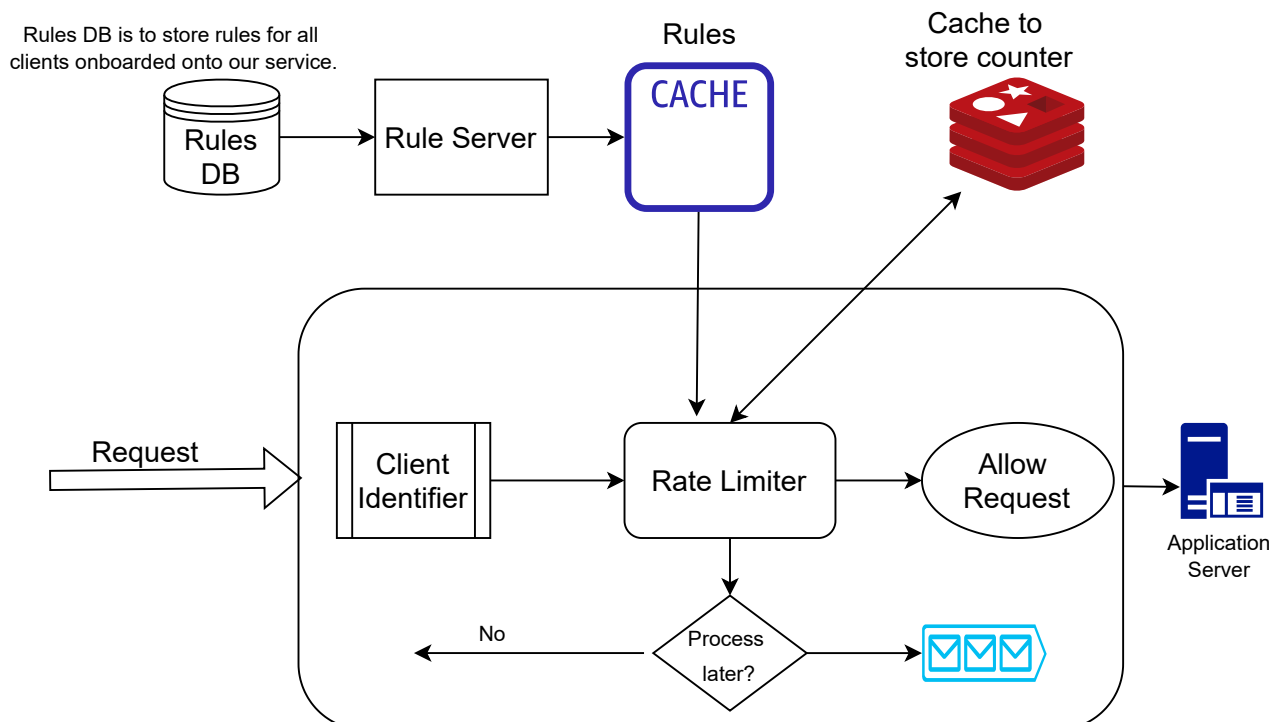 Rules DB is to store rules for all
clients onboarded onto our service.
Rules
DB
Rule Server
Rules
CACHE
Cache to
store counter
Request
Client
Identifier
Rate Limiter
Allow
Request
Application
Server
Process
later?
No